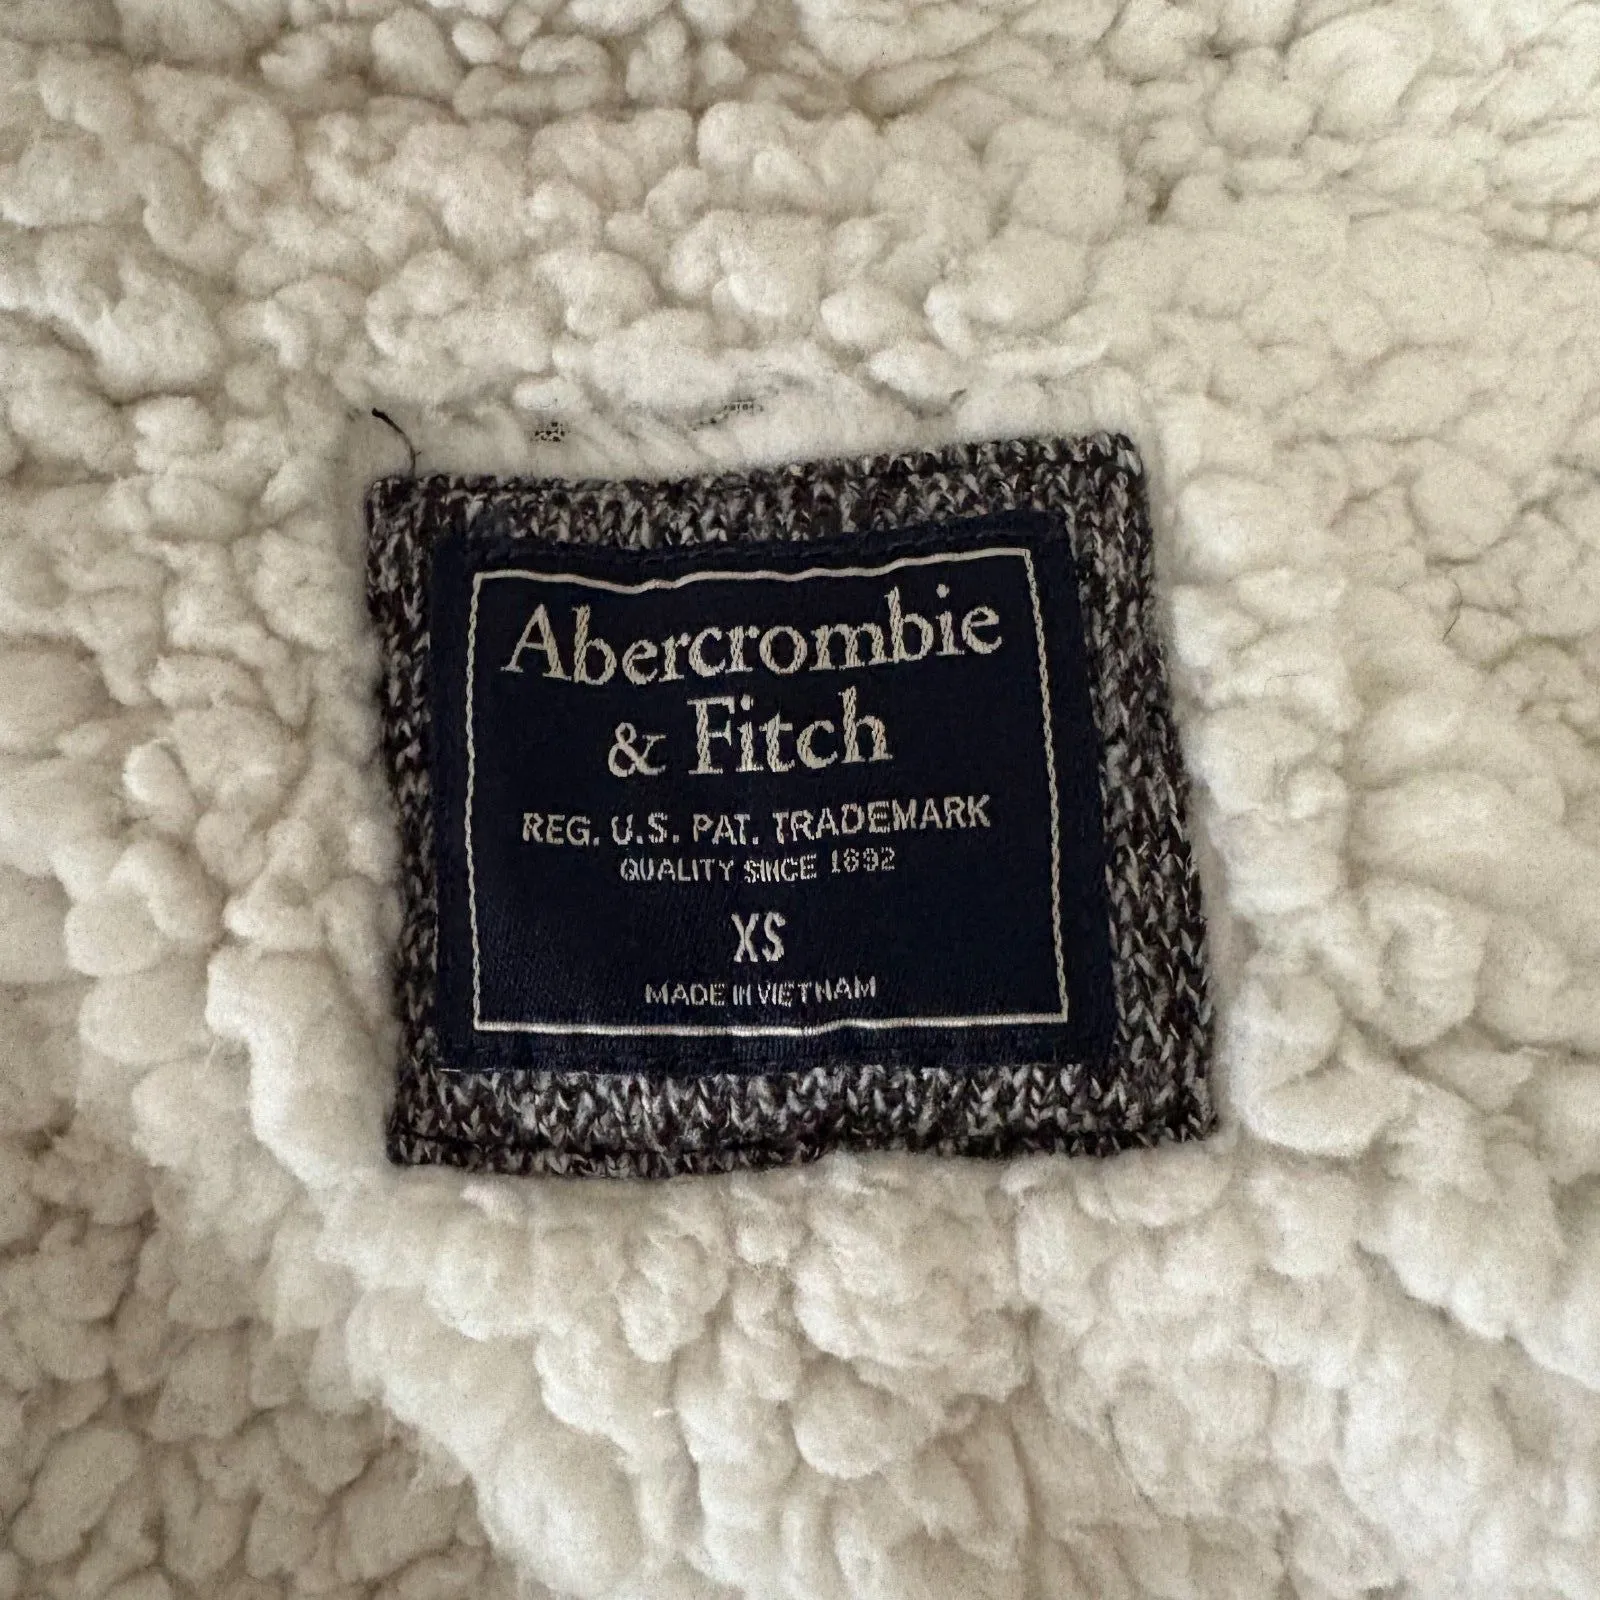 Abercrombie
& Fitch
REG. U.S. PAT. TRADEMARK
QUALITY SINCE 1892
XS
MADE IN VIETNAM